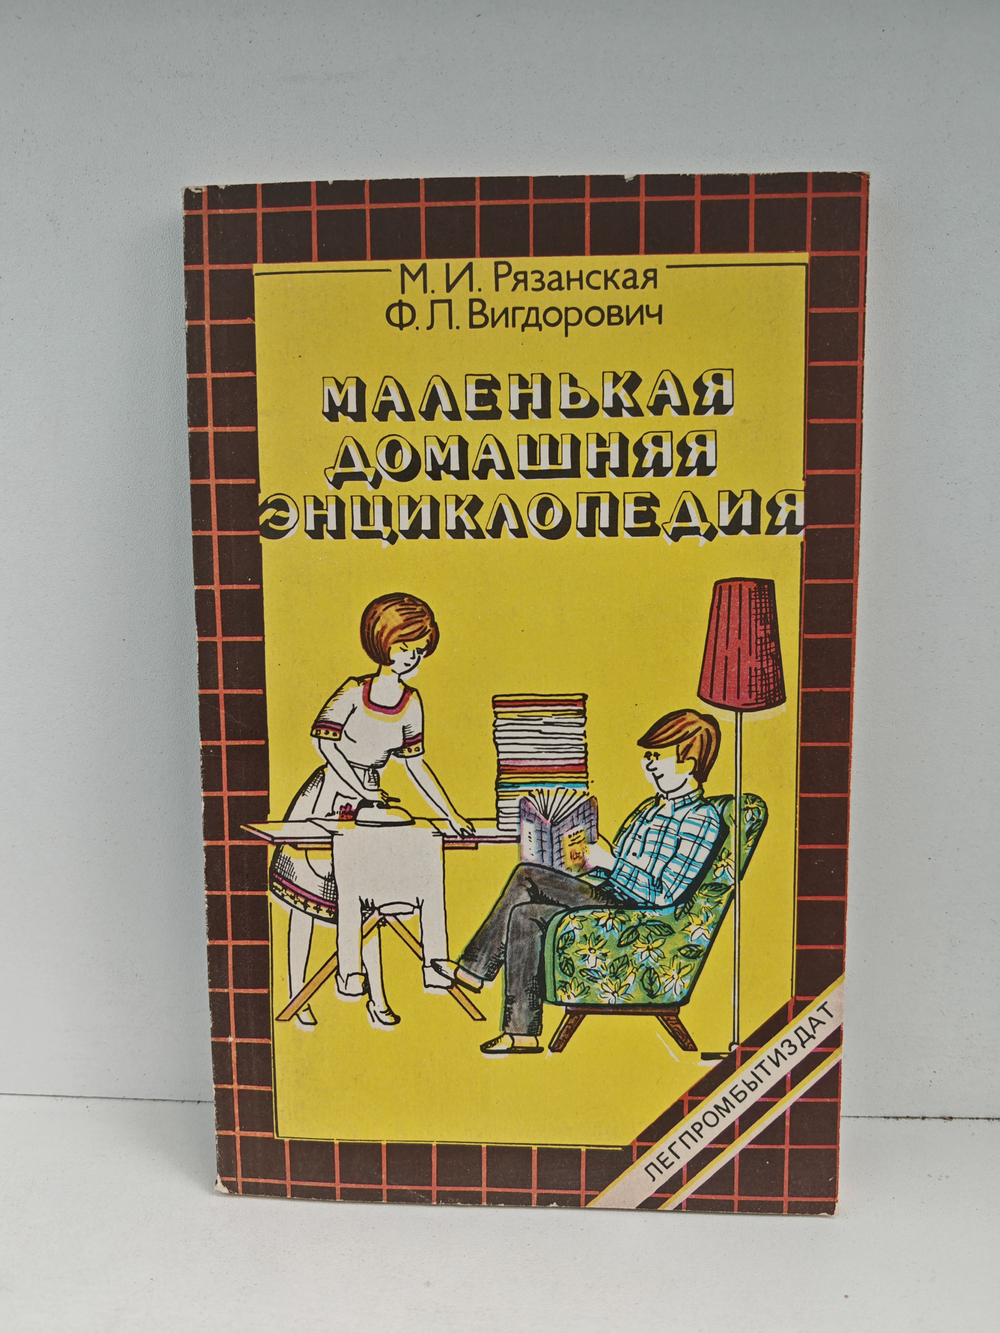 М. И. Рязанская
Ф. Л. Вигдорович
МАЛЕНЬКАЯ
ДОМАШНЯЯ
ЭНЦИКЛОПЕДИЯ
ЛЕГПРОМБЫТИЗДАТ